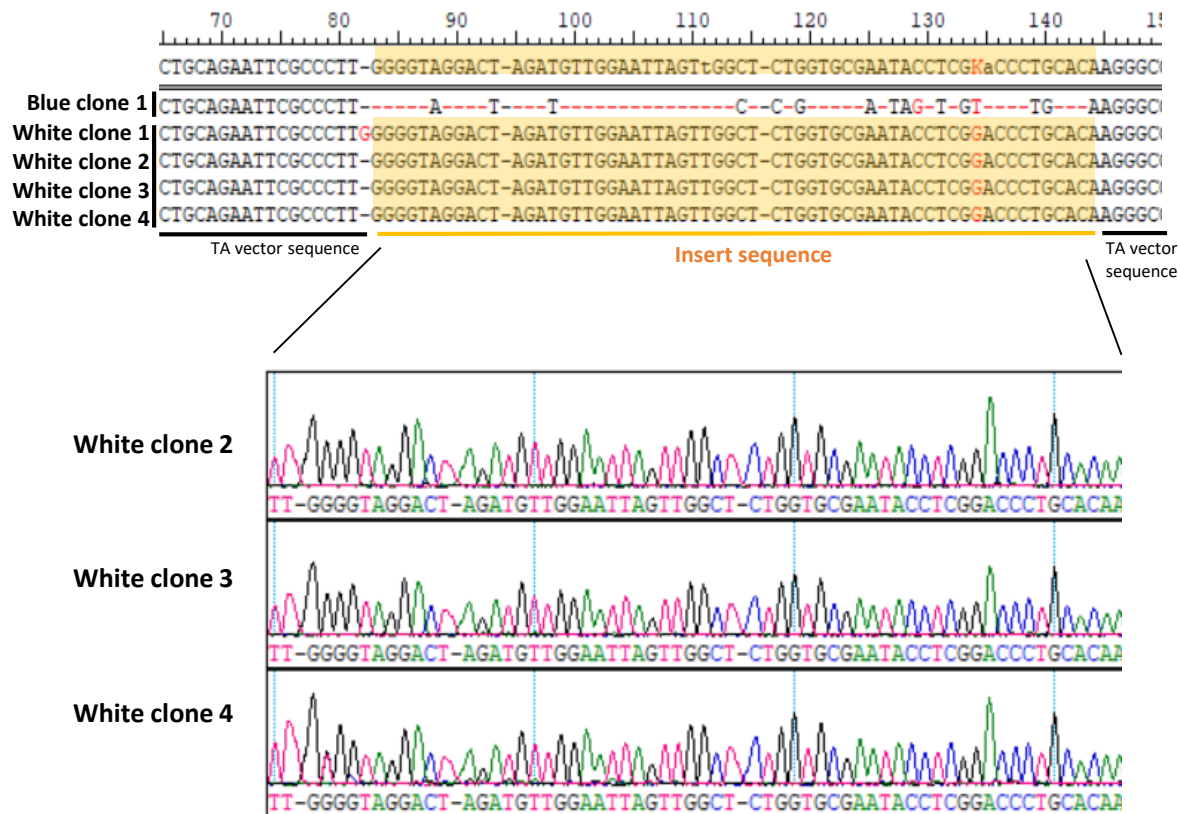 70 80 90 100 110 120 130 140 15
CTGCAGAATTCGCCCTT-GGGGTAGGACT-AGATGTTGGAATTAGTtGGCT-CTGGTGCGAATACCTCGKaCCCTGCACAAGGGC
Blue clone 1 CTGCAGAATTCGCCCTT------A----T----T---------------C--C-G-----A-TAG-T-GT----TG---AAGGGC
White clone 1 CTGCAGAATTCGCCCTTGGGGGTAGGACT-AGATGTTGGAATTAGTTGGCT-CTGGTGCGAATACCTCGGACCCTGCACAAGGGC
White clone 2 CTGCAGAATTCGCCCTT-GGGGTAGGACT-AGATGTTGGAATTAGTTGGCT-CTGGTGCGAATACCTCGGACCCTGCACAAGGGC
White clone 3 CTGCAGAATTCGCCCTT-GGGGTAGGACT-AGATGTTGGAATTAGTTGGCT-CTGGTGCGAATACCTCGGACCCTGCACAAGGGC
White clone 4 CTGCAGAATTCGCCCTT-GGGGTAGGACT-AGATGTTGGAATTAGTTGGCT-CTGGTGCGAATACCTCGGACCCTGCACAAGGGC
TA vector sequence
Insert sequence
TA vector
sequence
White clone 2
TT-GGGGTAGGACT-AGATGTTGGAATTAGTTGGCT-CTGGTGCGAATACCTCGGACCCTGCACAA
White clone 3
TT-GGGGTAGGACT-AGATGTTGGAATTAGTTGGCT-CTGGTGCGAATACCTCGGACCCTGCACAA
White clone 4
TT-GGGGTAGGACT-AGATGTTGGAATTAGTTGGCT-CTGGTGCGAATACCTCGGACCCTGCACAA